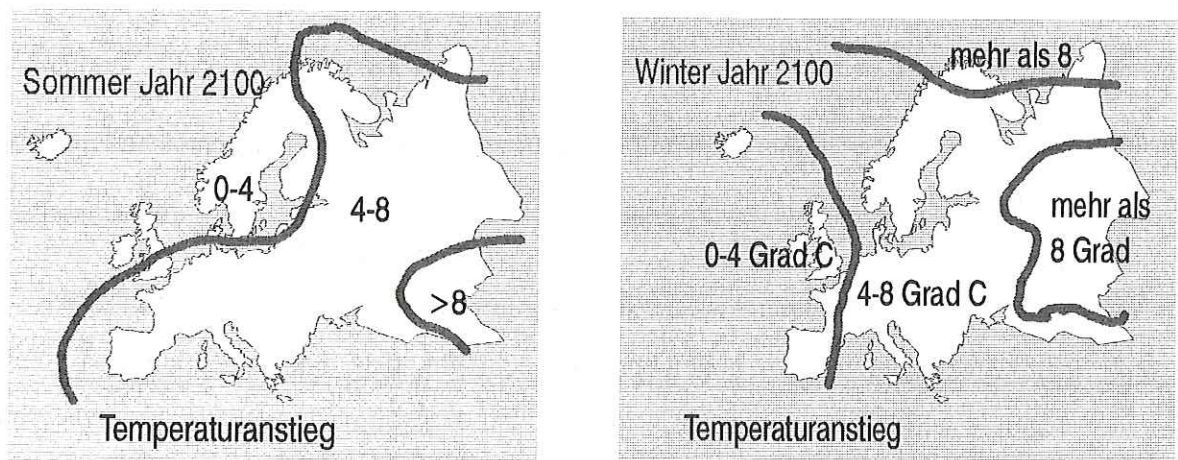 Sommer Jahr 2100
0-4
4-8
>8
Temperaturanstieg
mehr als 8
Winter Jahr 2100
mehr als
8 Grad
0-4 Grad C
4-8 Grad C
Temperaturanstieg